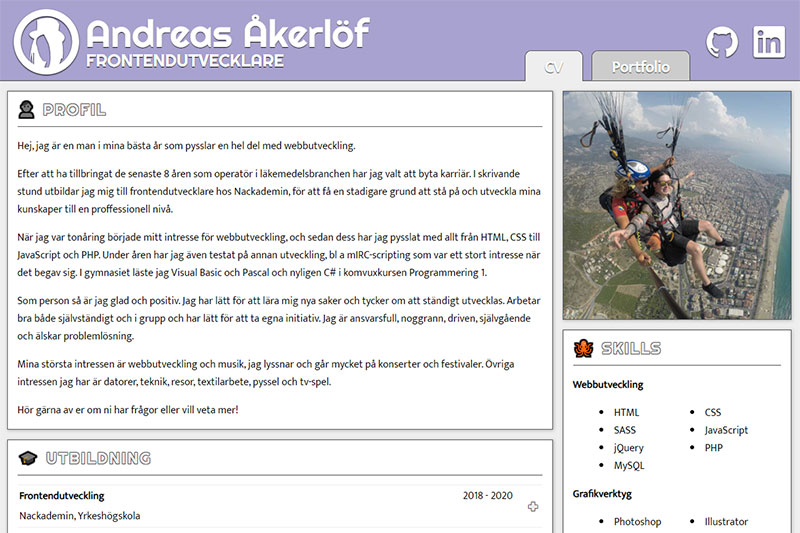 Andreas Åkerlöf
FRONTENDUTVECKLARE
CV
Portfolio
PROFIL
Hej, jag är en man i mina bästa år som pysslar en hel del med webbutveckling.
Efter att ha tillbringat de senaste 8 åren som operatör i läkemedelsbranchen har jag valt att byta karriär. I skrivande
stund utbildar jag mig till frontendutvecklare hos Nackademin, för att få en stadigare grund att stå på och utveckla mina
kunskaper till en proffessionell nivå.
När jag var tonåring började mitt intresse för webbutveckling, och sedan dess har jag pysslat med allt från HTML, CSS till
JavaScript och PHP. Under åren har jag även testat på annan utveckling, bl a mIRC-scripting som var ett stort intresse när
det begav sig. I gymnasiet läste jag Visual Basic och Pascal och nyligen C# i komvuxkursen Programmering 1.
Som person så är jag glad och positiv. Jag har lätt för att lära mig nya saker och tycker om att ständigt utvecklas. Arbetar
bra både självständigt och i grupp och har lätt för att ta egna initiativ. Jag är ansvarsfull, noggrann, driven, självgående
och älskar problemlösning.
Mina största intressen är webbutveckling och musik, jag lyssnar och går mycket på konserter och festivaler. Övriga
intressen jag har är datorer, teknik, resor, textilarbete, pyssel och tv-spel.
Hör gärna av er om ni har frågor eller vill veta mer!
UTBILDNING
Frontendutveckling 2018 - 2020
Nackademin, Yrkeshögskola
SKILLS
Webbutveckling
HTML
CSS
SASS
JavaScript
jQuery
PHP
MySQL
Grafikverktyg
Photoshop
Illustrator